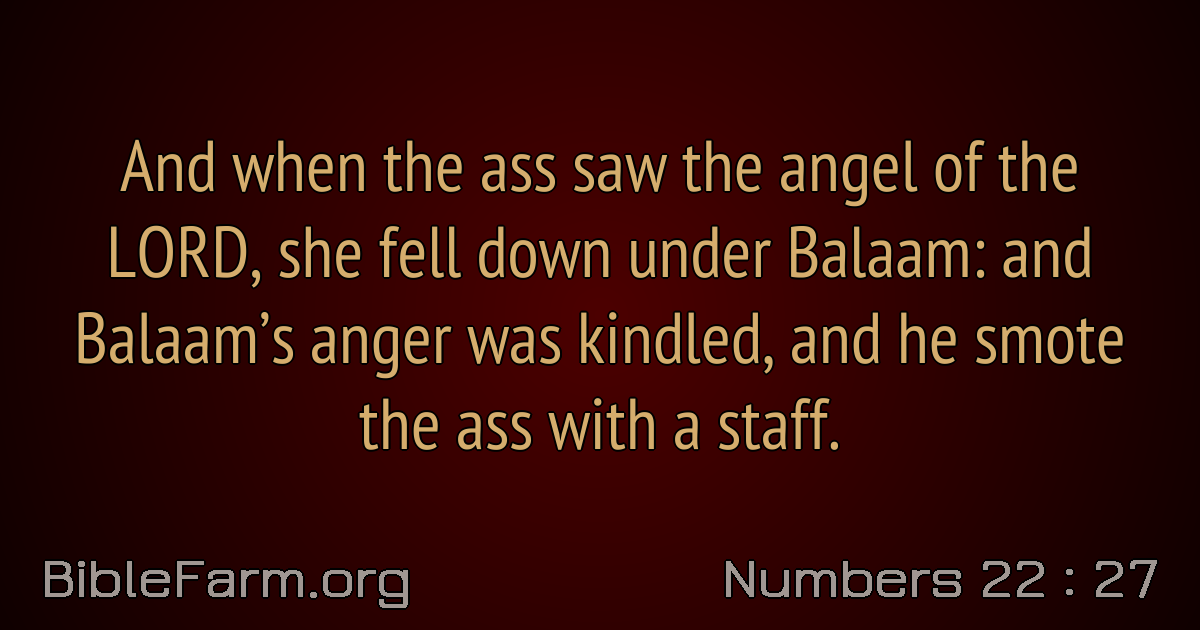 And when the ass saw the angel of the
LORD, she fell down under Balaam: and
Balaam’s anger was kindled, and he smote
the ass with a staff.
BibleFarm.org
Numbers 22 : 27